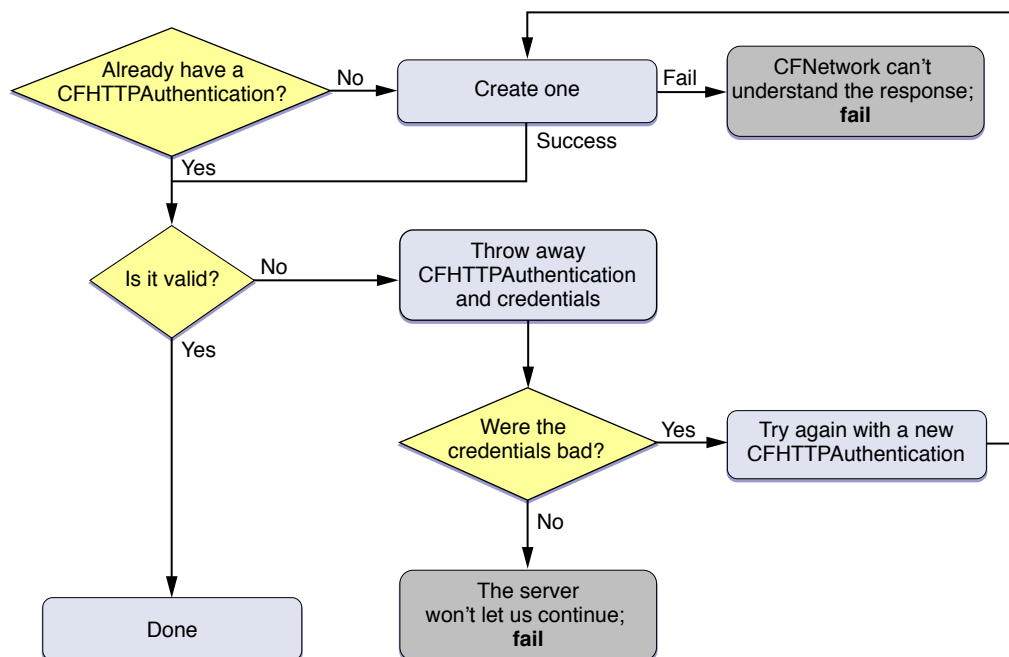 Already have a
CFHTTPAuthentication?
No
Create one
Fail
CFNetwork can't
understand the response;
fail
Success
Yes
Is it valid?
No
Throw away
CFHTTPAuthentication
and credentials
Yes
Were the
credentials bad?
Yes
Try again with a new
CFHTTPAuthentication
No
The server
won't let us continue;
fail
Done